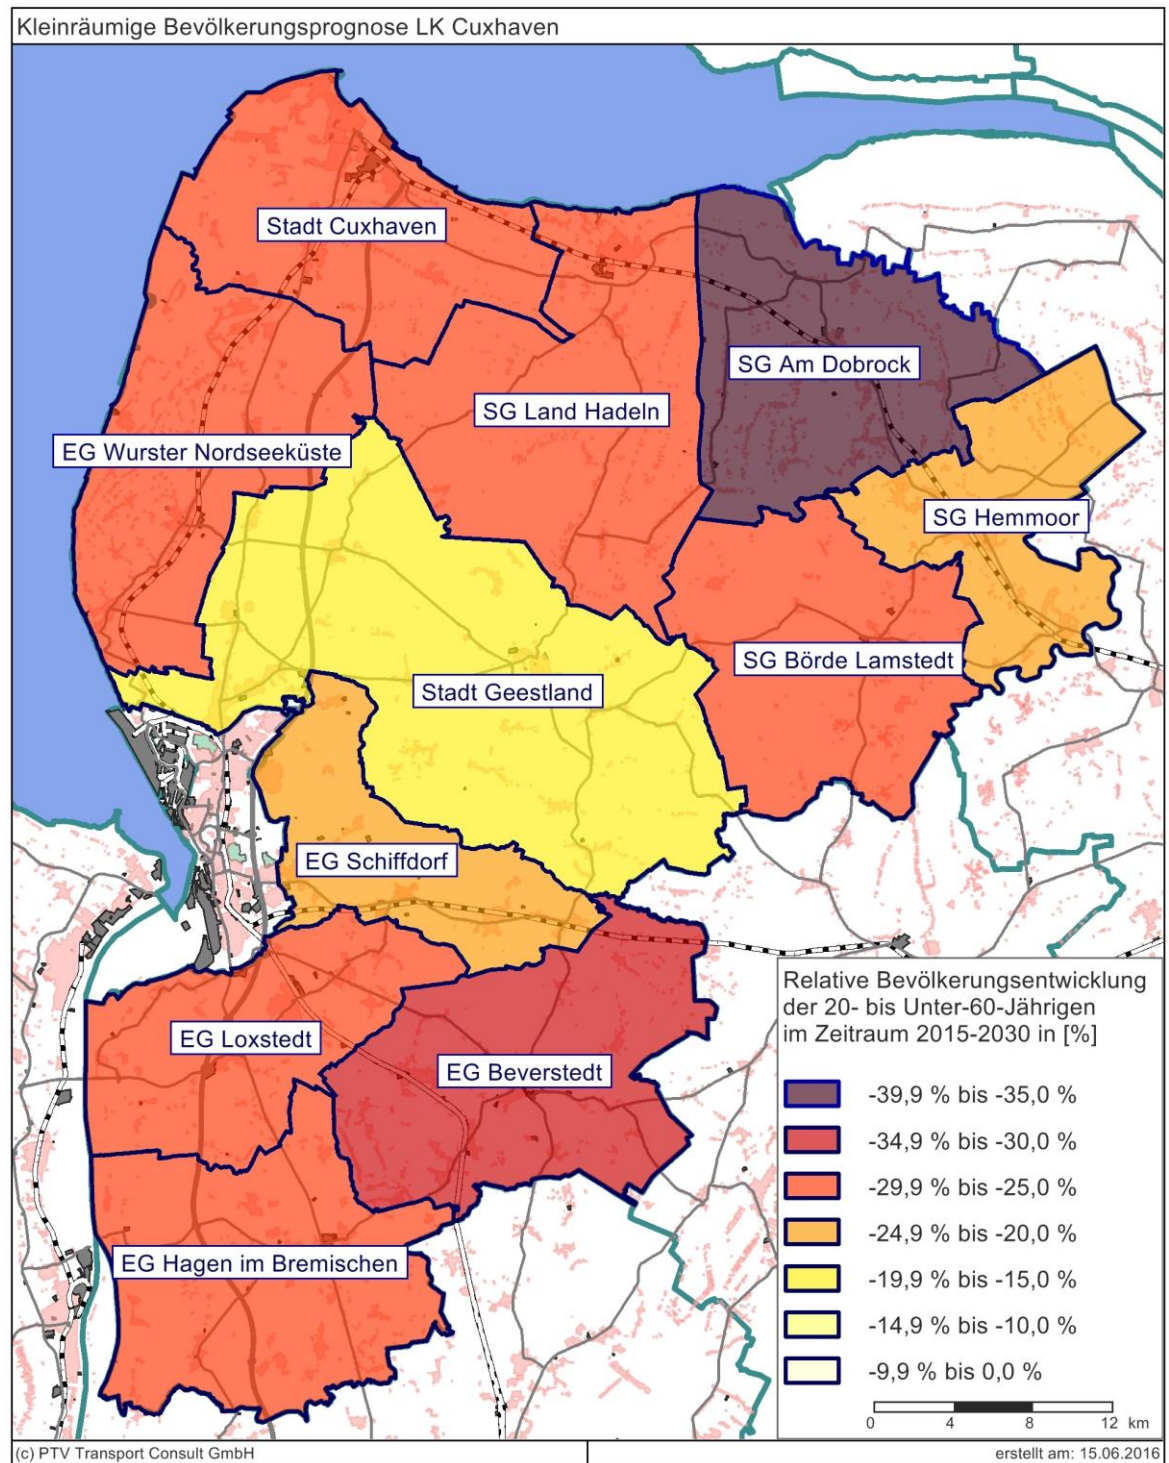 Kleinräumige Bevölkerungsprognose LK Cuxhaven
Stadt Cuxhaven
SG Am Dobrock
SG Land Hadeln
EG Wurster Nordseeküste
SG Hemmoor
SG Börde Lamstedt
Stadt Geestland
EG Schiffdorf
EG Loxstedt
EG Beverstedt
EG Hagen im Bremischen
Relative Bevölkerungsentwicklung
der 20- bis Unter-60-Jährigen
im Zeitraum 2015-2030 in [%]
-39,9 % bis -35,0 %
-34,9 % bis -30,0 %
-29,9 % bis -25,0 %
-24,9 % bis -20,0 %
-19,9 % bis -15,0 %
-14,9 % bis -10,0 %
-9,9 % bis 0,0 %
0 4 8 12 km
(c) PTV Transport Consult GmbH
erstellt am: 15.06.2016